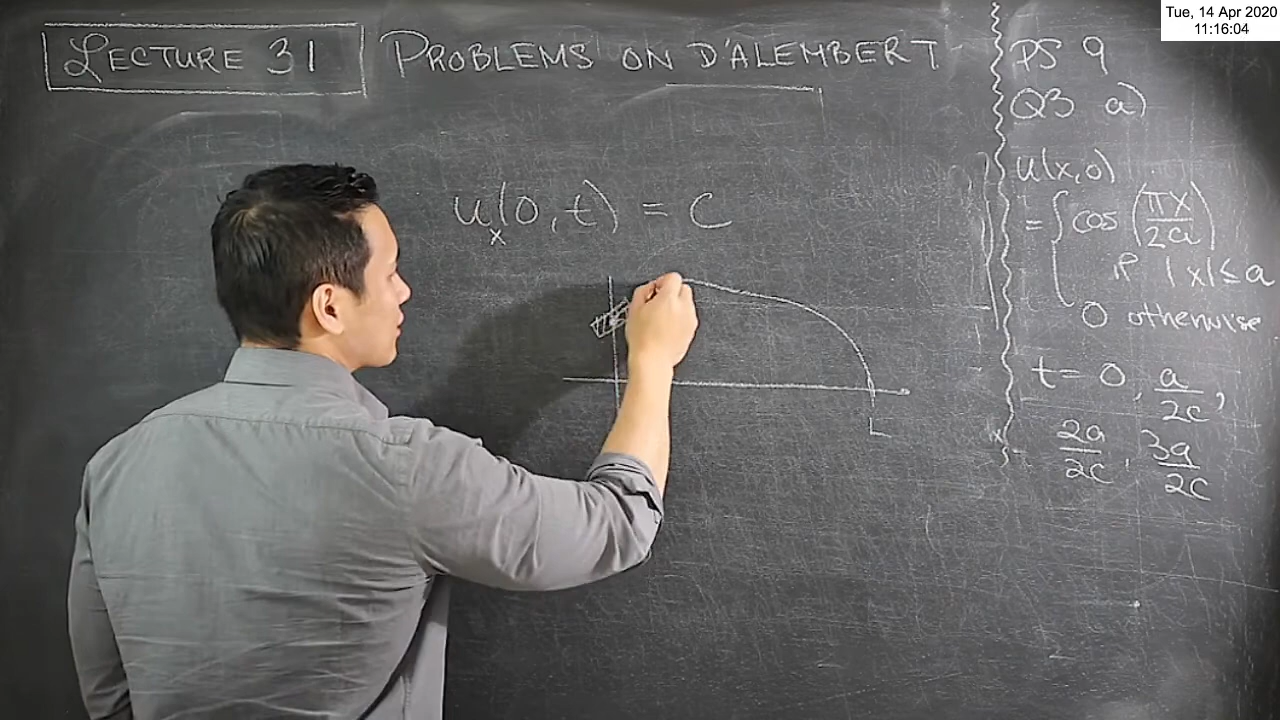 Tue, 14 Apr 2020
11:16:04
LECTURE 31 PROBLEMS ON D'ALEMBERT
u_x(0,t) = C
PS 9
Q3 a)
u(x,0)
= { cos (πx/2a)
if |x| ≤ a
0 otherwise
t = 0, a/2c,
2a/2c, 3a/2c
L